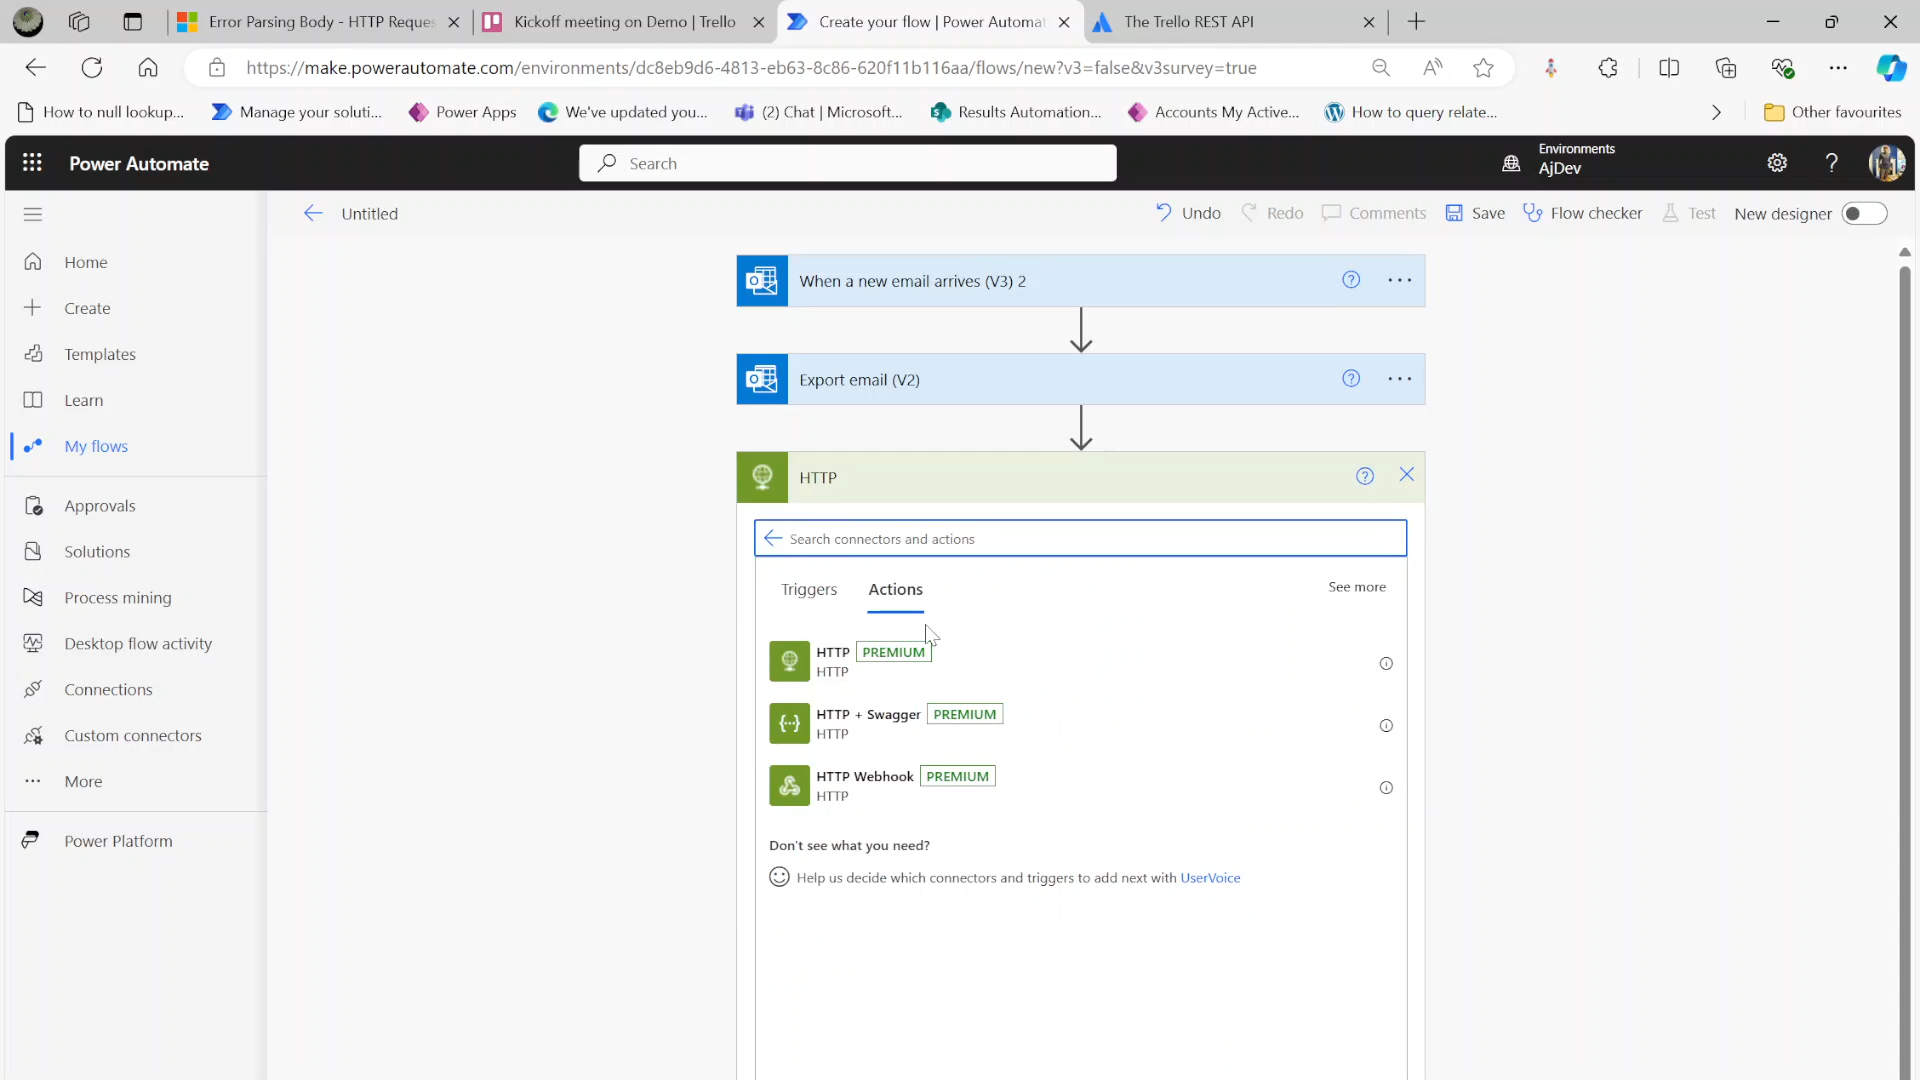 Error Parsing Body - HTTP Reques
Kickoff meeting on Demo | Trello
Create your flow | Power Automat
The Trello REST API
https://make.powerautomate.com/environments/dc8eb9d6-4813-eb63-8c86-620f11b116aa/flows/new?v3=false&v3survey=true
How to null lookup...
Manage your soluti...
Power Apps
We've updated you...
(2) Chat | Microsoft...
Results Automation...
Accounts My Active...
How to query relate...
Other favourites
Power Automate
Search
Environments
AjDev
Untitled
Undo
Redo
Comments
Save
Flow checker
Test
New designer
Home
Create
Templates
Learn
My flows
Approvals
Solutions
Process mining
Desktop flow activity
Connections
Custom connectors
More
Power Platform
When a new email arrives (V3) 2
Export email (V2)
HTTP
Search connectors and actions
Triggers
Actions
See more
HTTP PREMIUM
HTTP
HTTP + Swagger PREMIUM
HTTP
HTTP Webhook PREMIUM
HTTP
Don't see what you need?
Help us decide which connectors and triggers to add next with UserVoice